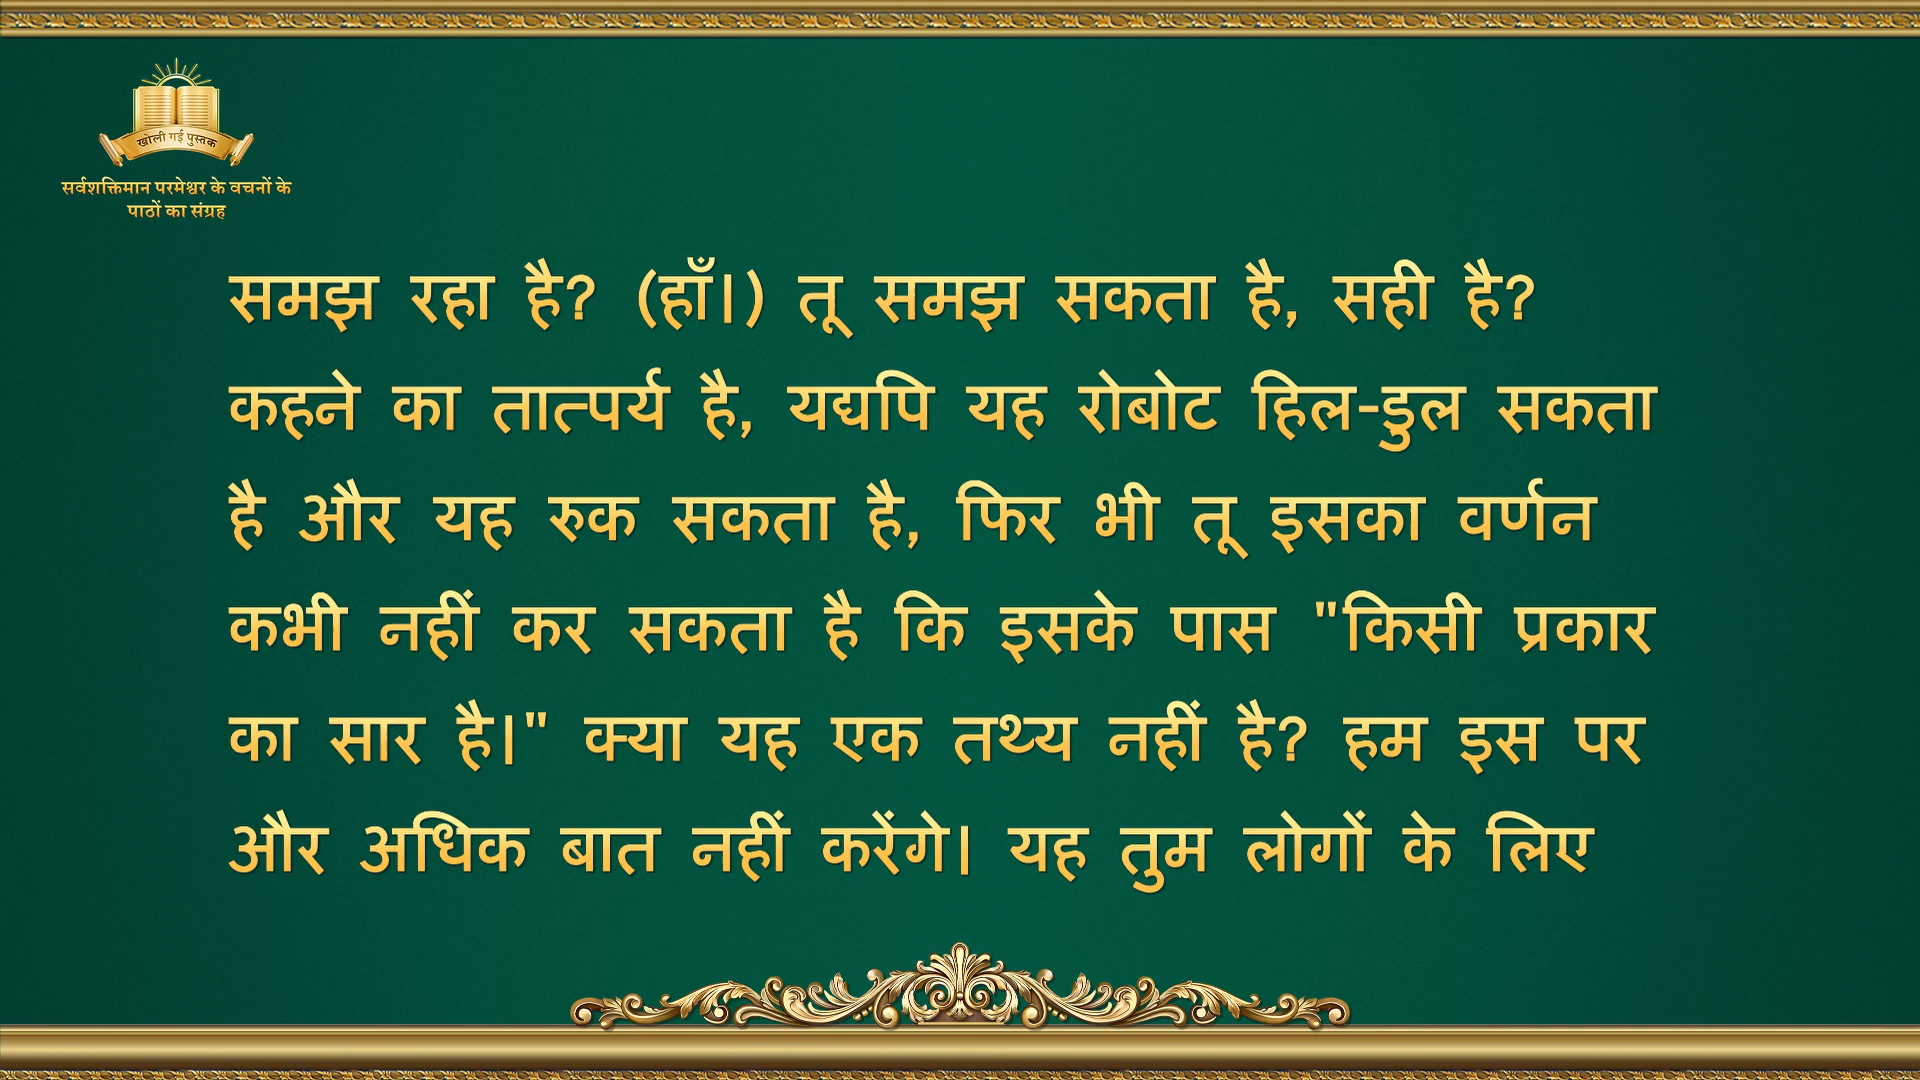 खोली गई पुस्तक
सर्वशक्तिमान परमेश्वर के वचनों के
पाठों का संग्रह
समझ रहा है? (हाँ।) तू समझ सकता है, सही है?
कहने का तात्पर्य है, यद्यपि यह रोबोट हिल-डुल सकता
है और यह रुक सकता है, फिर भी तू इसका वर्णन
कभी नहीं कर सकता है कि इसके पास "किसी प्रकार
का सार है।" क्या यह एक तथ्य नहीं है? हम इस पर
और अधिक बात नहीं करेंगे। यह तुम लोगों के लिए